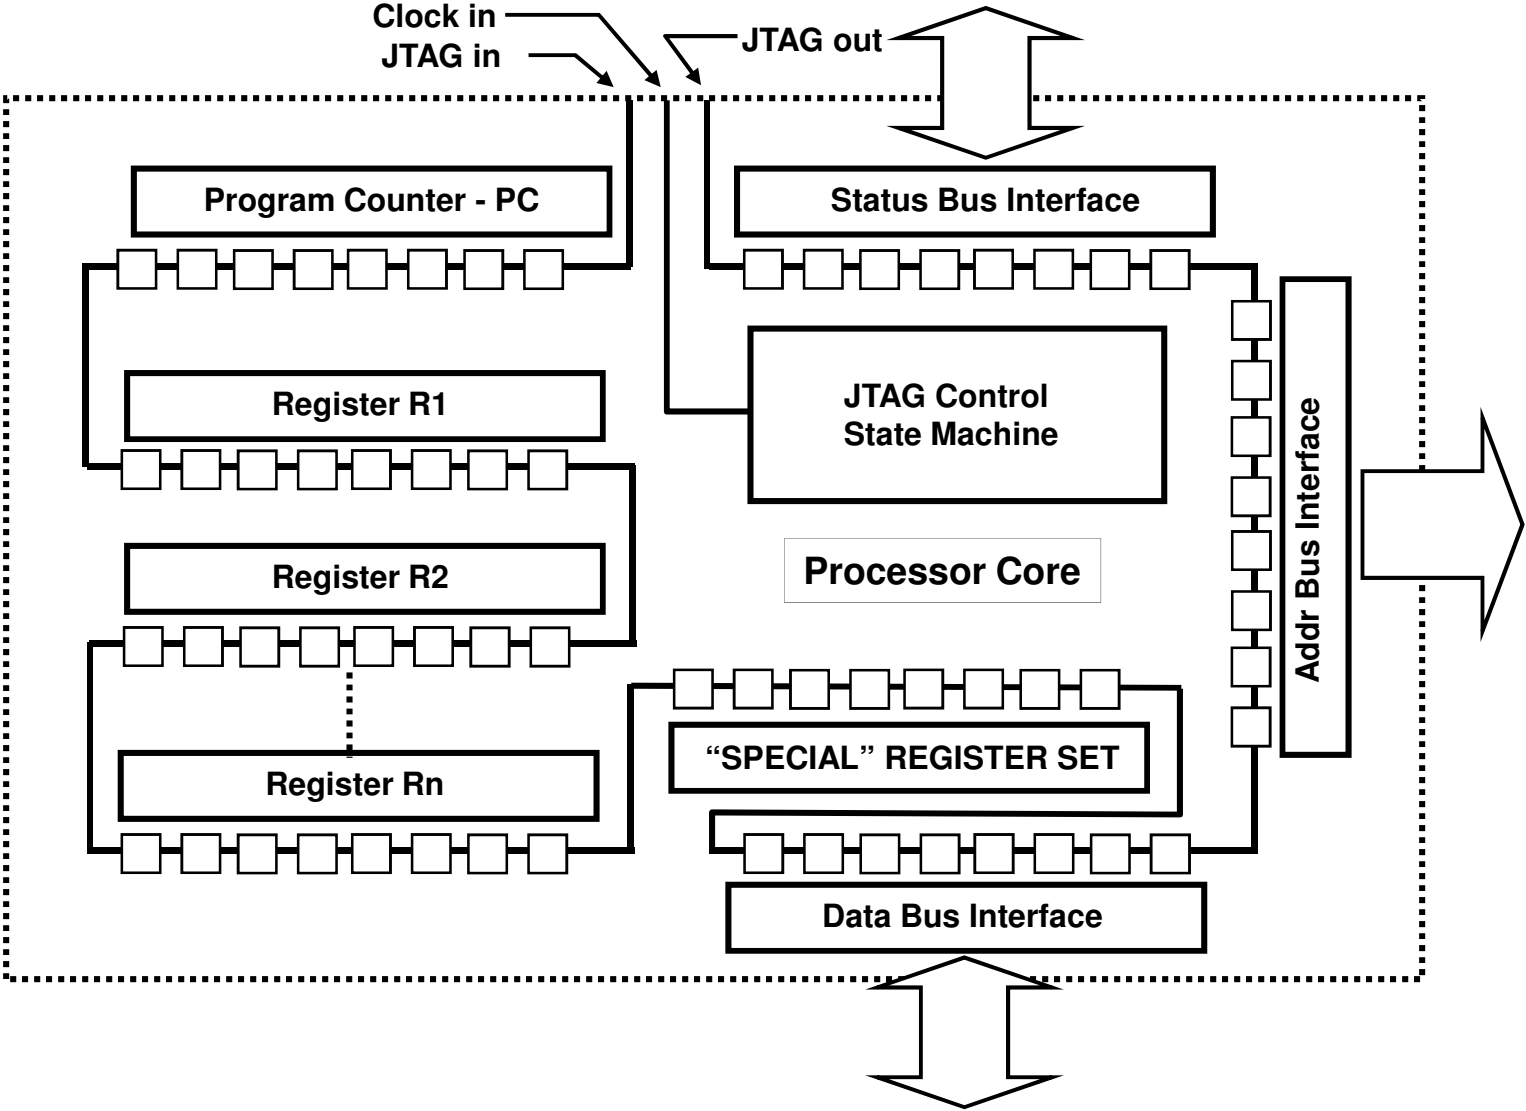 Clock in
JTAG in
JTAG out
Program Counter - PC
Status Bus Interface
Register R1
JTAG Control
State Machine
Addr Bus Interface
Register R2
Processor Core
“SPECIAL” REGISTER SET
Register Rn
Data Bus Interface